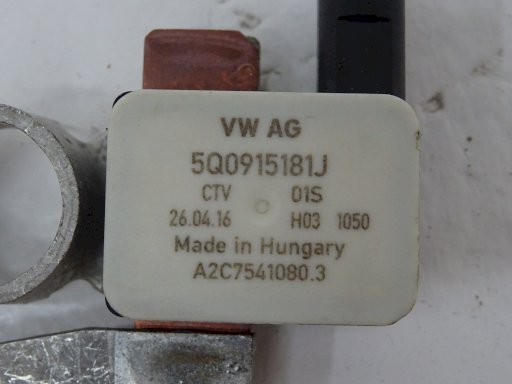 VW AG
5Q0915181J
CTV 01S
26.04.16 H03 1050
Made in Hungary
A2C7541080.3